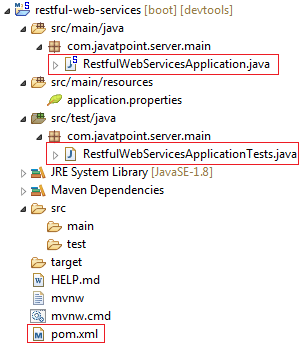 restful-web-services [boot] [devtools]
src/main/java
com.javatpoint.server.main
RestfulWebServicesApplication.java
src/main/resources
application.properties
src/test/java
com.javatpoint.server.main
RestfulWebServicesApplicationTests.java
JRE System Library [JavaSE-1.8]
Maven Dependencies
src
main
test
target
HELP.md
mvnw
mvnw.cmd
pom.xml